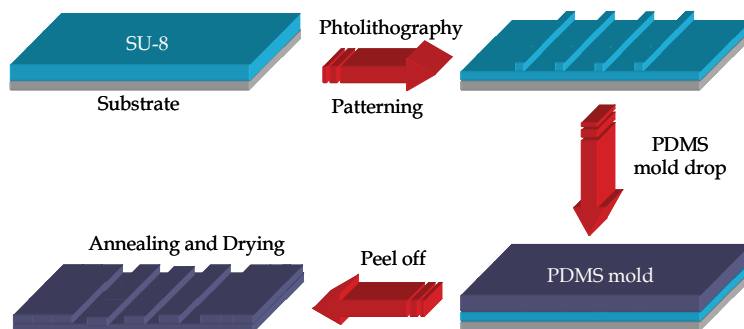 SU-8
Substrate
Phtolithography
Patterning
PDMS
mold drop
PDMS mold
Peel off
Annealing and Drying